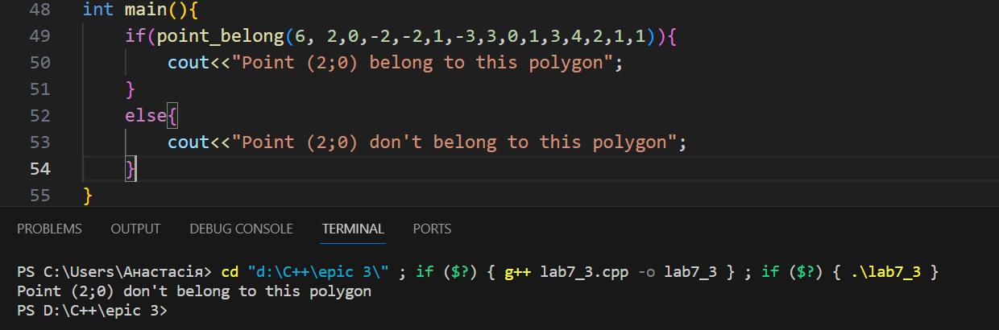 48 int main(){
49 if(point_belong(6, 2,0,-2,-2,1,-3,3,0,1,3,4,2,1,1)){
50 cout<<"Point (2;0) belong to this polygon";
51 }
52 else{
53 cout<<"Point (2;0) don't belong to this polygon";
54 }
55 }
PROBLEMS OUTPUT DEBUG CONSOLE TERMINAL PORTS
PS C:\Users\Анастасія> cd "d:\C++\epic 3\" ; if ($?) { g++ lab7_3.cpp -o lab7_3 } ; if ($?) { .\lab7_3 }
Point (2;0) don't belong to this polygon
PS D:\C++\epic 3>